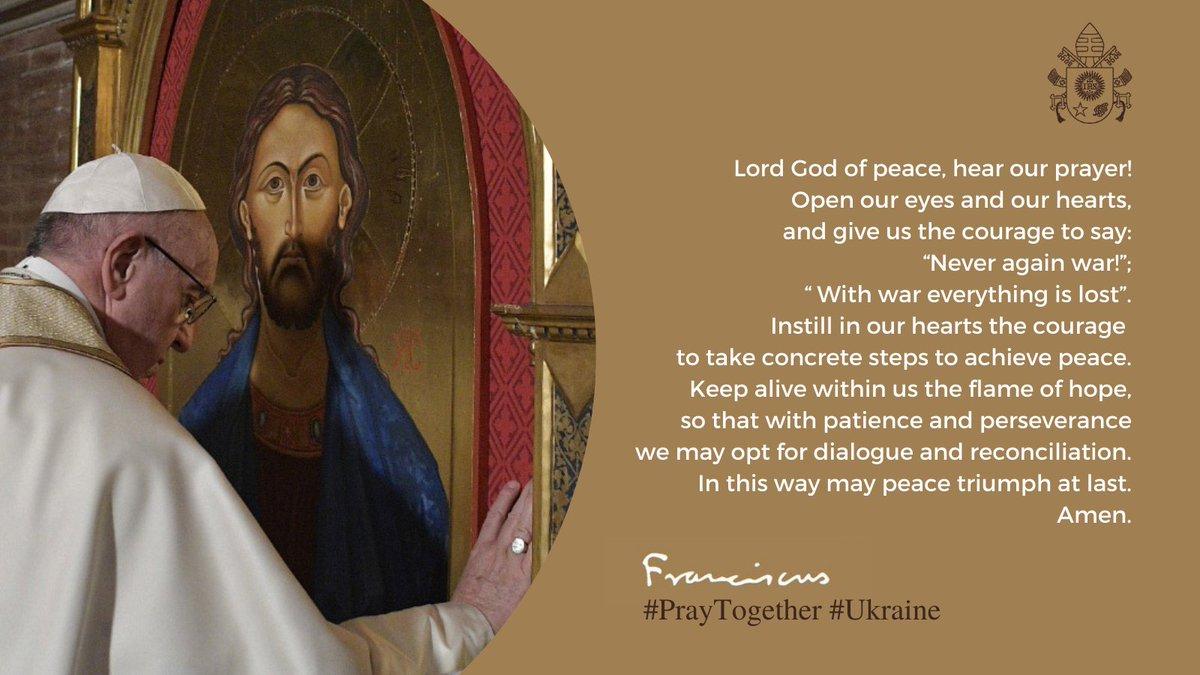 Lord God of peace, hear our prayer!
Open our eyes and our hearts,
and give us the courage to say:
“Never again war!”;
“ With war everything is lost”.
Instill in our hearts the courage
to take concrete steps to achieve peace.
Keep alive within us the flame of hope,
so that with patience and perseverance
we may opt for dialogue and reconciliation.
In this way may peace triumph at last.
Amen.
Franciscus
#PrayTogether #Ukraine